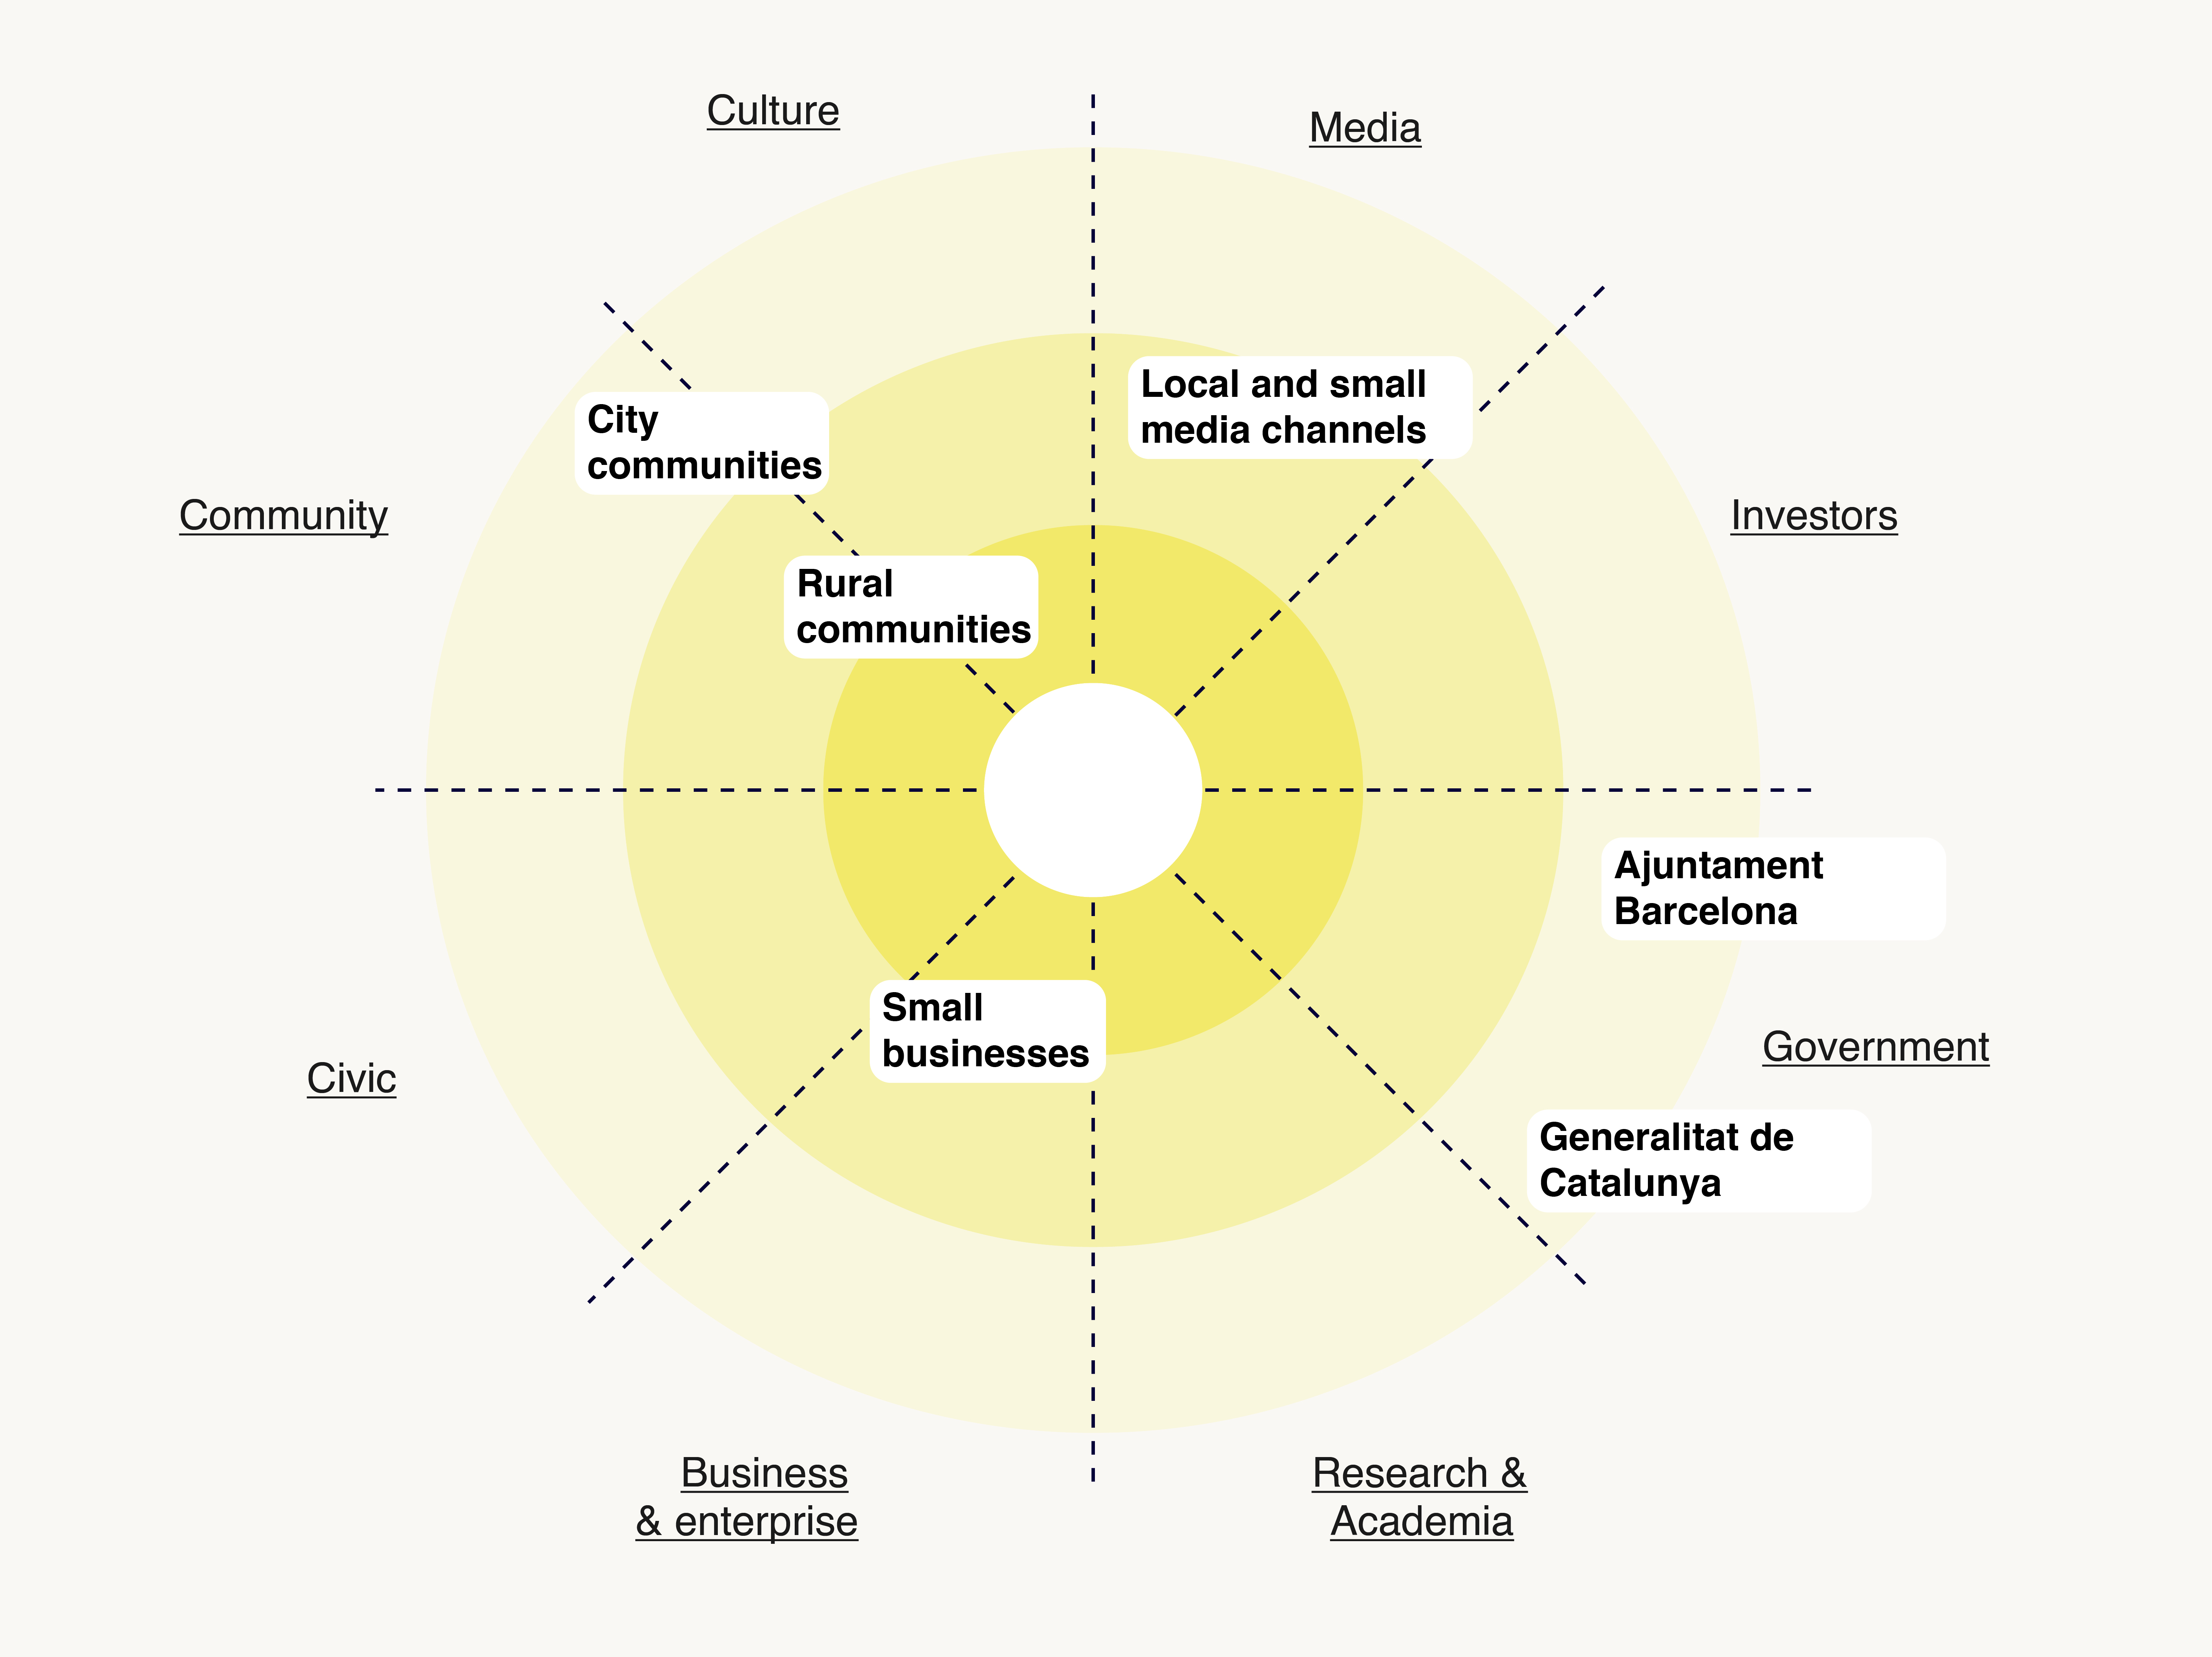 Culture
Media
Local and small
media channels
City
communities
Community
Investors
Rural
communities
Ajuntament
Barcelona
Small
businesses
Civic
Government
Generalitat de
Catalunya
Business
& enterprise
Research &
Academia